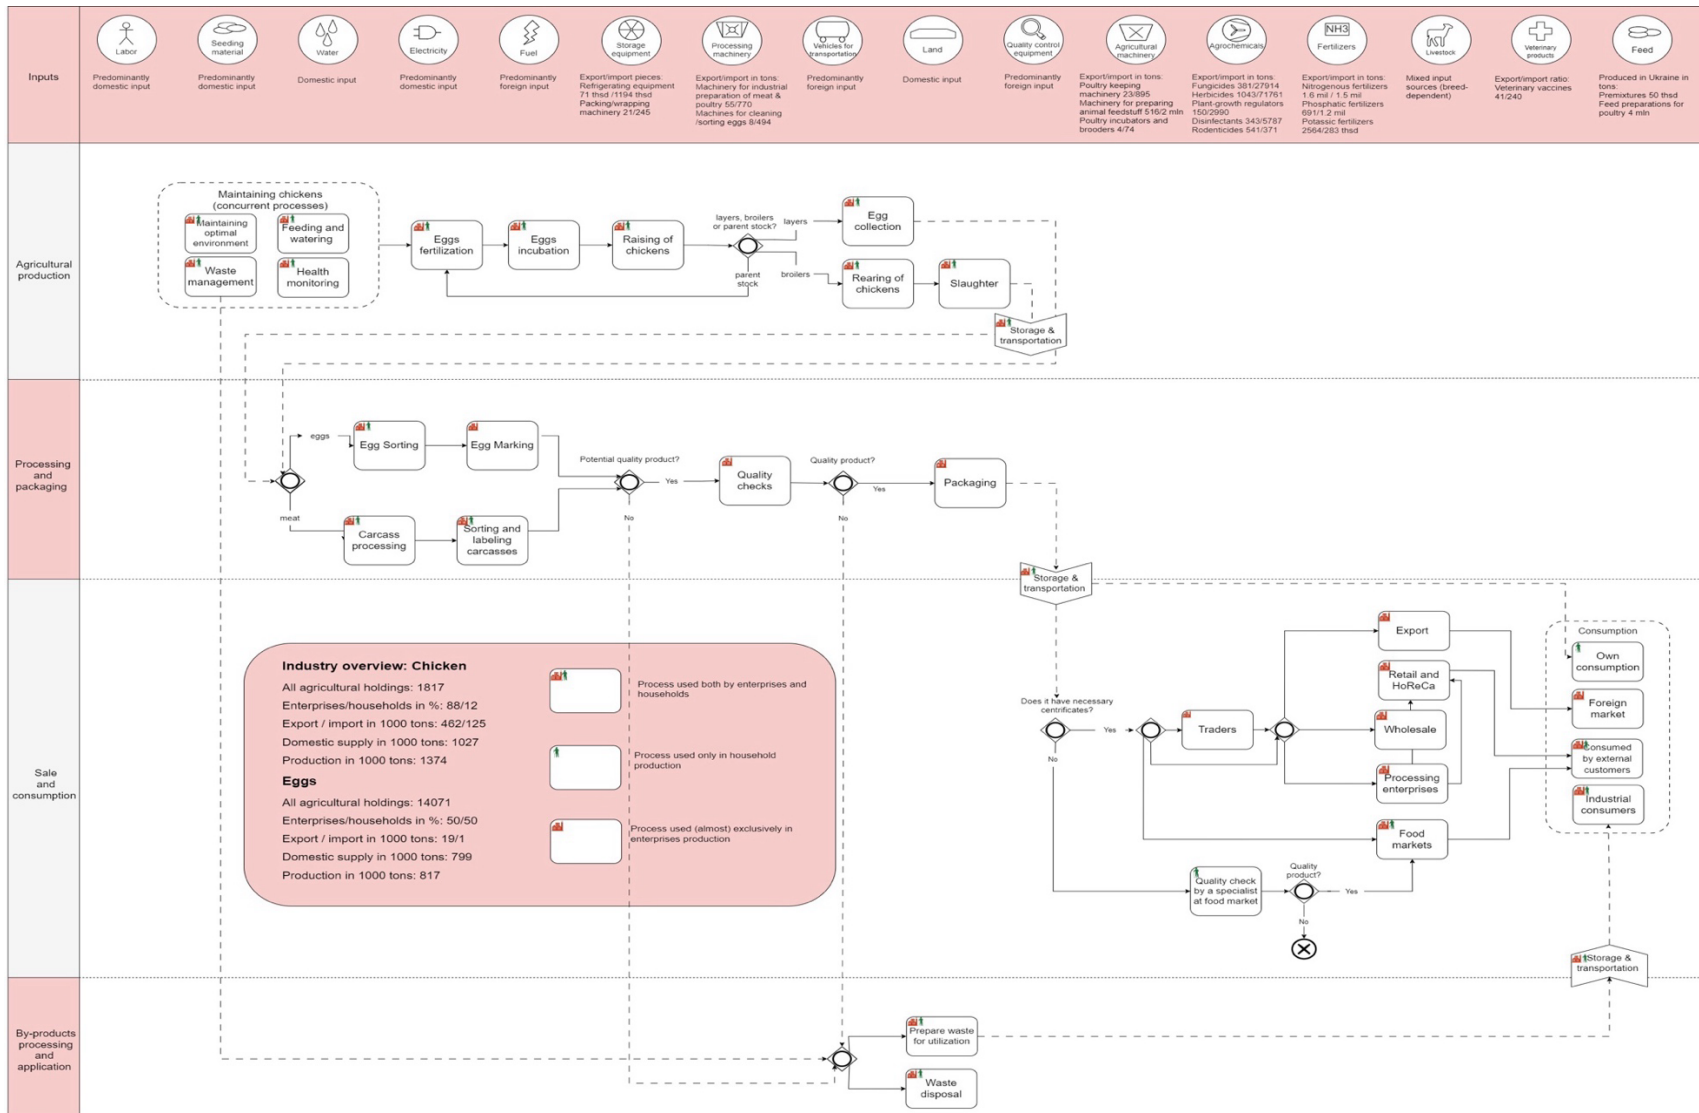 Inputs
Labor
Predominantly
domestic input
Seeding
material
Predominantly
domestic input
Water
Domestic input
Electricity
Predominantly
domestic input
Fuel
Predominantly
foreign input
Storage
equipment
Export/import pieces:
Refrigerating equipment
71 thsd /1194 thsd
Packing/wrapping
machinery 21/245
Processing
machinery
Export/import in tons:
Machinery for industrial
preparation of meat &
poultry 55/770
Machines for cleaning
/sorting eggs 8/494
Vehicles for
transportation
Predominantly
foreign input
Land
Domestic input
Quality control
equipment
Predominantly
foreign input
Agricultural
machinery
Export/import in tons:
Poultry keeping
machinery 23/895
Machinery for preparing
animal feedstuff 516/2 mln
Poultry incubators and
brooders 4/74
Agrochemicals
Export/import in tons:
Fungicides 381/27914
Herbicides 1043/71761
Plant-growth regulators
150/2990
Disinfectants 343/5787
Rodenticides 541/371
NH3
Fertilizers
Export/import in tons:
Nitrogenous fertilizers
1.6 mil / 1.5 mil
Phosphatic fertilizers
691/1.2 mil
Potassic fertilizers
2564/283 thsd
Livestock
Mixed input
sources (breed-
dependent)
Veterinary
products
Export/import ratio:
Veterinary vaccines
41/240
Feed
Produced in Ukraine in
tons:
Premixtures 50 thsd
Feed preparations for
poultry 4 mln
Agricultural
production
Maintaining chickens
(concurrent processes)
Maintaining
optimal
environment
Feeding and
watering
Waste
management
Health
monitoring
Eggs
fertilization
Eggs
incubation
Raising of
chickens
layers, broilers
or parent stock?
layers
broilers
parent
stock
Egg
collection
Rearing of
chickens
Slaughter
Storage &
transportation
Processing
and
packaging
eggs
meat
Egg Sorting
Egg Marking
Carcass
processing
Sorting and
labeling
carcasses
Potential quality product?
Yes
No
Quality
checks
Quality product?
Yes
No
Packaging
Storage &
transportation
Sale
and
consumption
Industry overview: Chicken
All agricultural holdings: 1817
Enterprises/households in %: 88/12
Export / import in 1000 tons: 462/125
Domestic supply in 1000 tons: 1027
Production in 1000 tons: 1374
Eggs
All agricultural holdings: 14071
Enterprises/households in %: 50/50
Export / import in 1000 tons: 19/1
Domestic supply in 1000 tons: 799
Production in 1000 tons: 817
Process used both by enterprises and
households
Process used only in household
production
Process used (almost) exclusively in
enterprises production
Does it have necessary
centrificates?
Yes
No
Traders
Export
Retail and
HoReCa
Wholesale
Processing
enterprises
Food
markets
Quality check
by a specialist
at food market
Quality
product?
Yes
No
Consumption
Own
consumption
Foreign
market
Consumed
by external
customers
Industrial
consumers
Storage &
transportation
By-products
processing
and
application
Prepare waste
for utilization
Waste
disposal